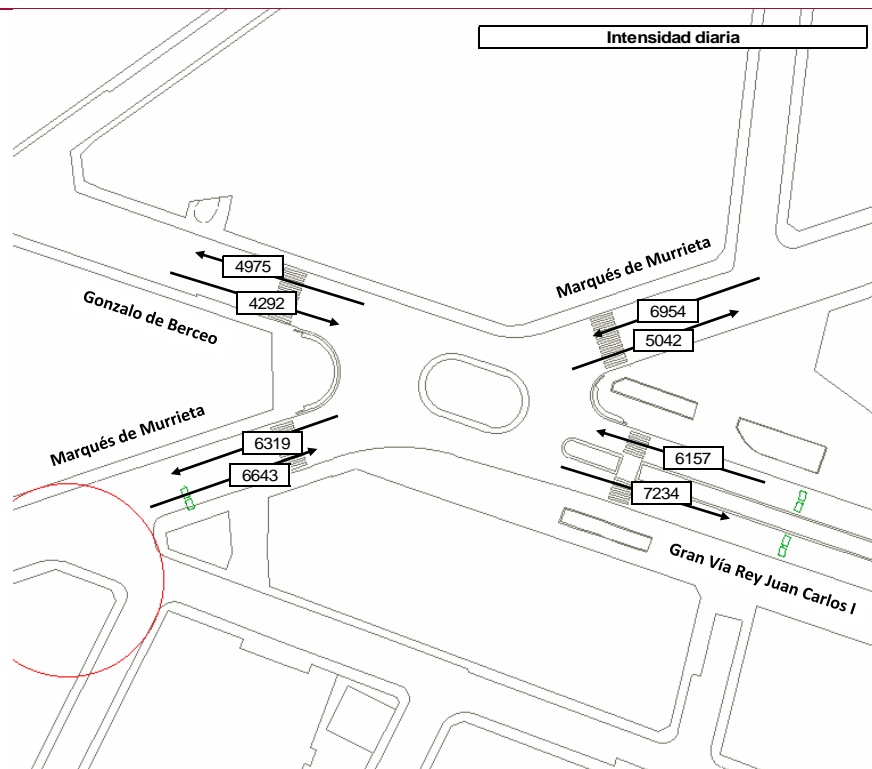 Intensidad diaria
Marqués de Murrieta
4975
4292
Gonzalo de Berceo
6954
5042
Marqués de Murrieta
6319
6643
6157
7234
Gran Vía Rey Juan Carlos I